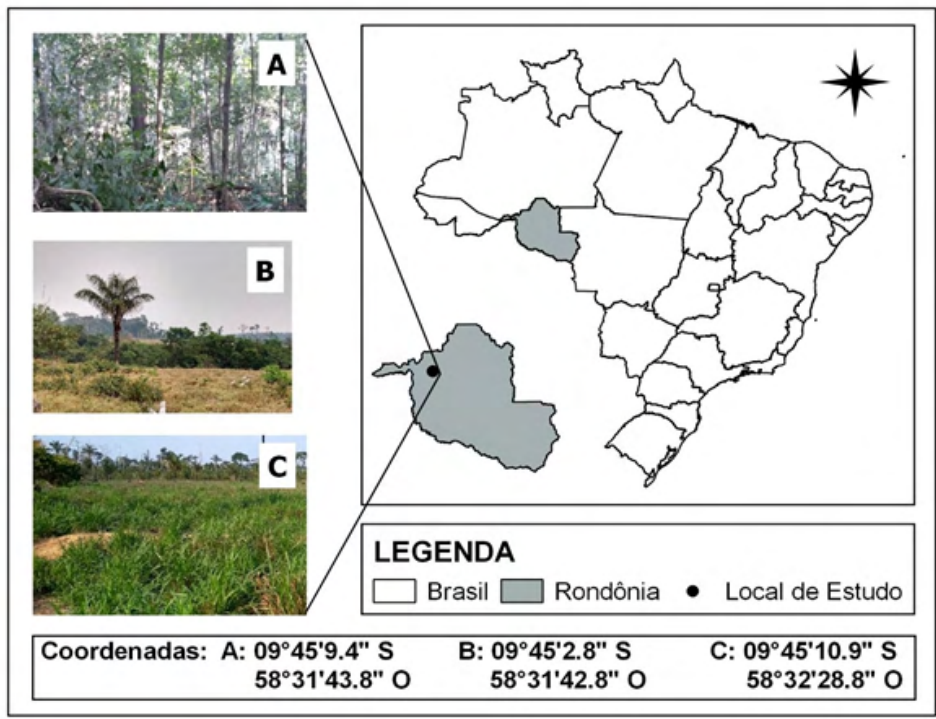 A
B
C
LEGENDA
Brasil Rondônia Local de Estudo
Coordenadas: A: 09°45'9.4" S B: 09°45'2.8" S C: 09°45'10.9" S
58°31'43.8" O 58°31'42.8" O 58°32'28.8" O